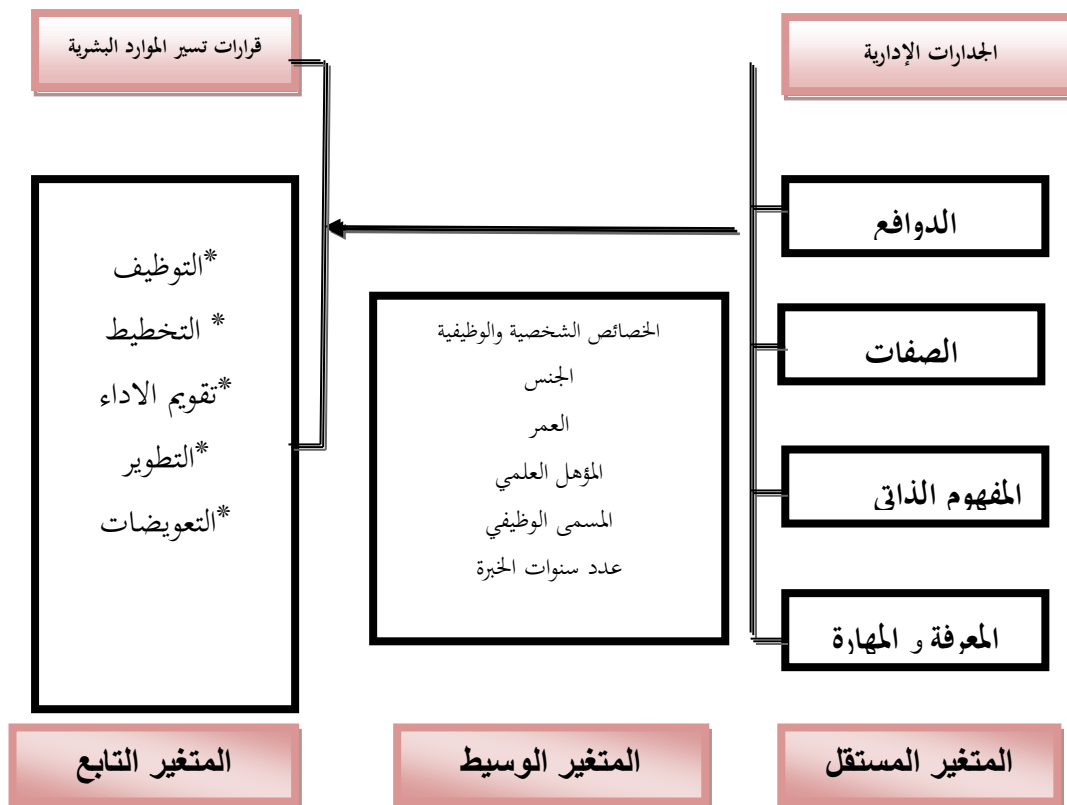 الجدارات الإدارية
قرارات تسير الموارد البشرية
الدوافع
الصفات
المفهوم الذاتي
المعرفة و المهارة
الخصائص الشخصية والوظيفية
الجنس
العمر
المؤهل العلمي
المسمى الوظيفي
عدد سنوات الخبرة
*التوظيف
* التخطيط
*تقويم الاداء
*التطوير
*التعويضات
المتغير المستقل
المتغير الوسيط
المتغير التابع